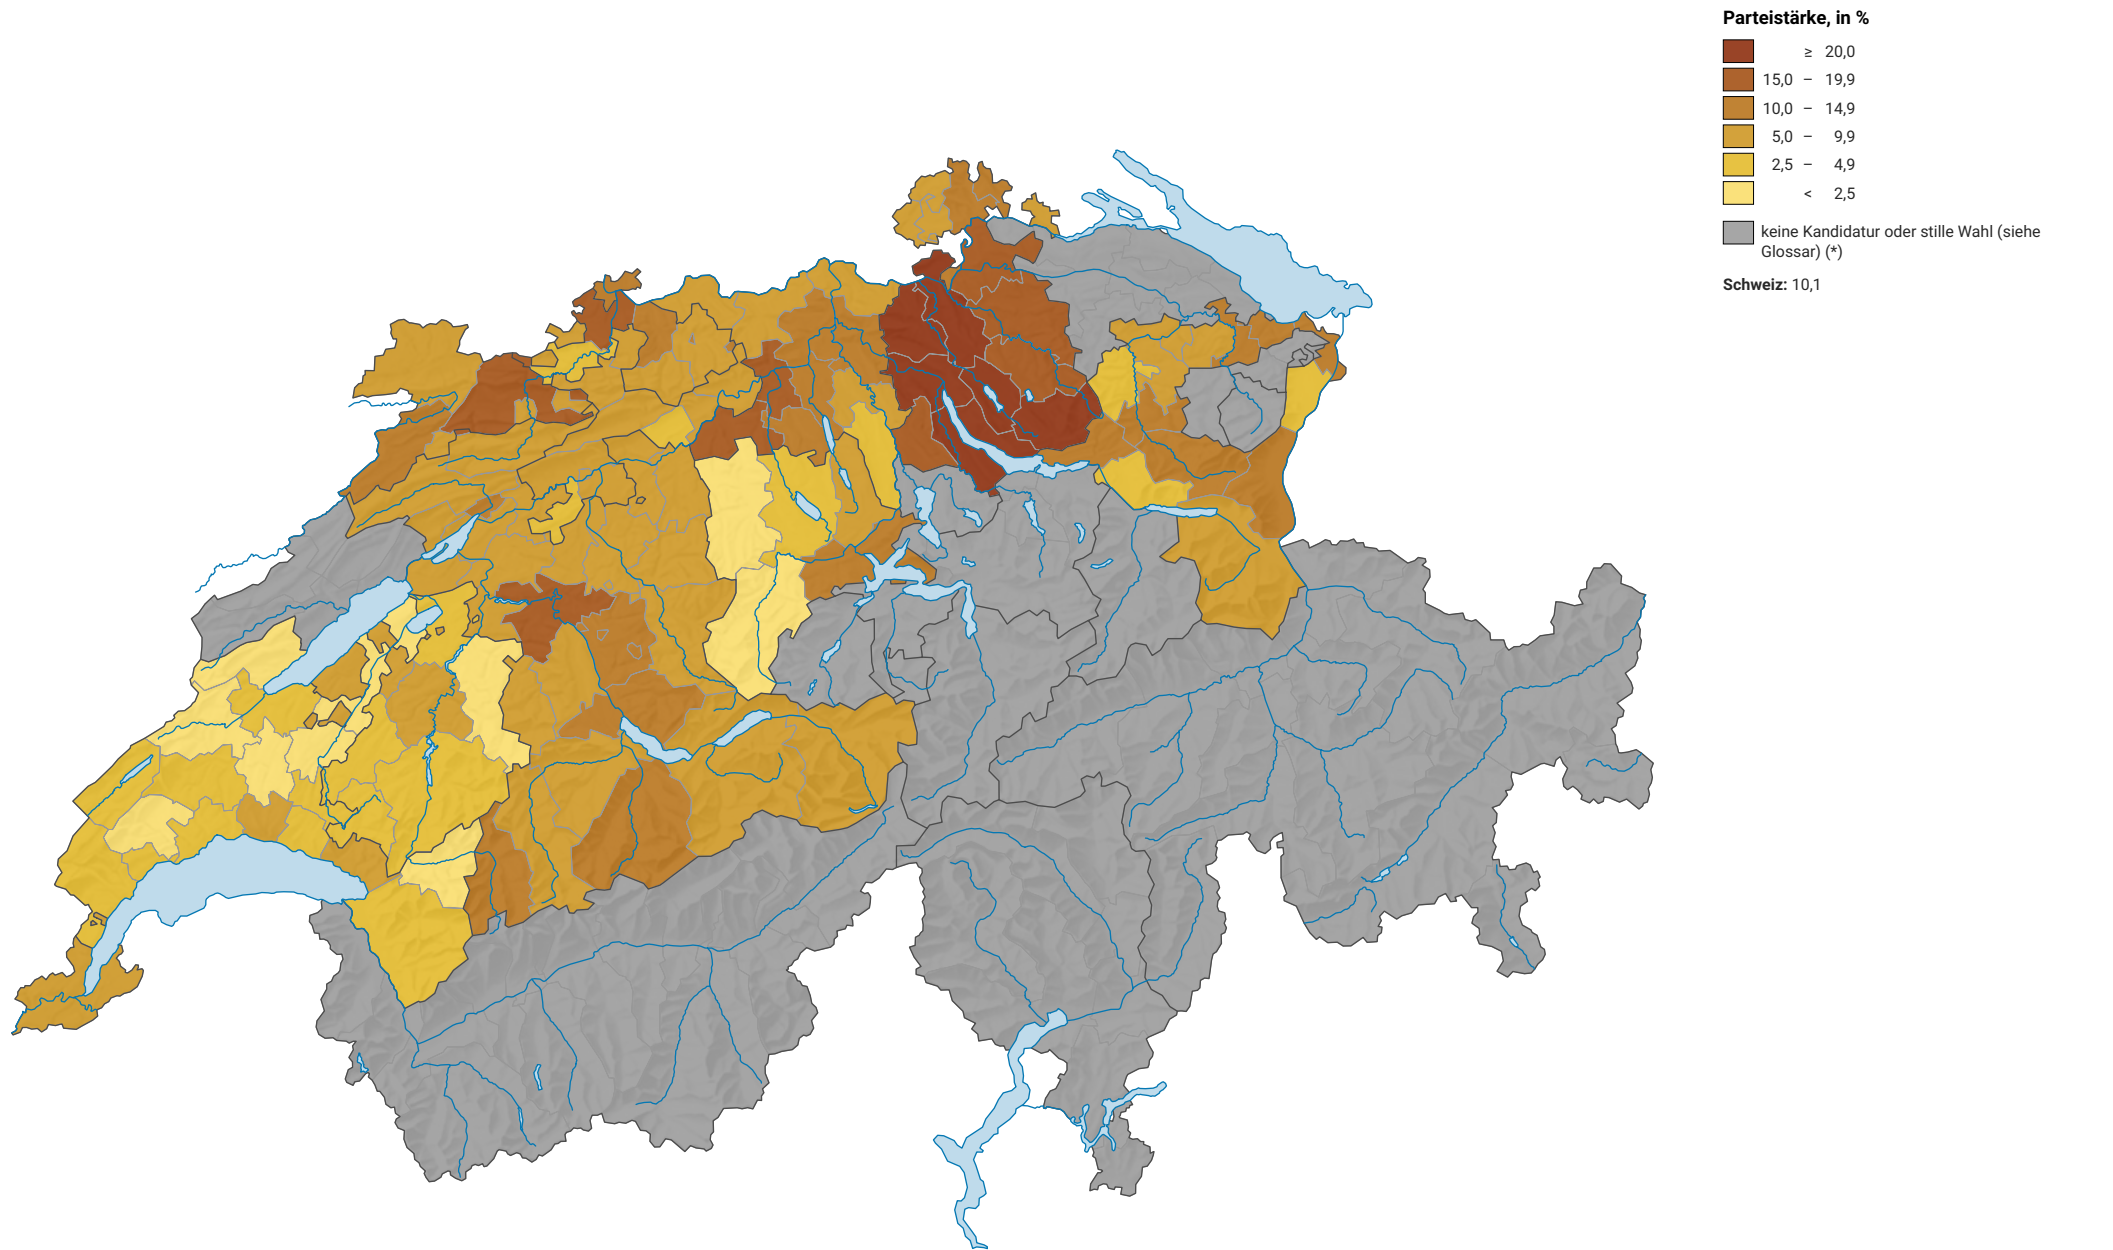 Parteistärke, in %
≥ 20,0
15,0 – 19,9
10,0 – 14,9
5,0 – 9,9
2,5 – 4,9
< 2,5
keine Kandidatur oder stille Wahl (siehe
Glossar) (*)
Schweiz: 10,1